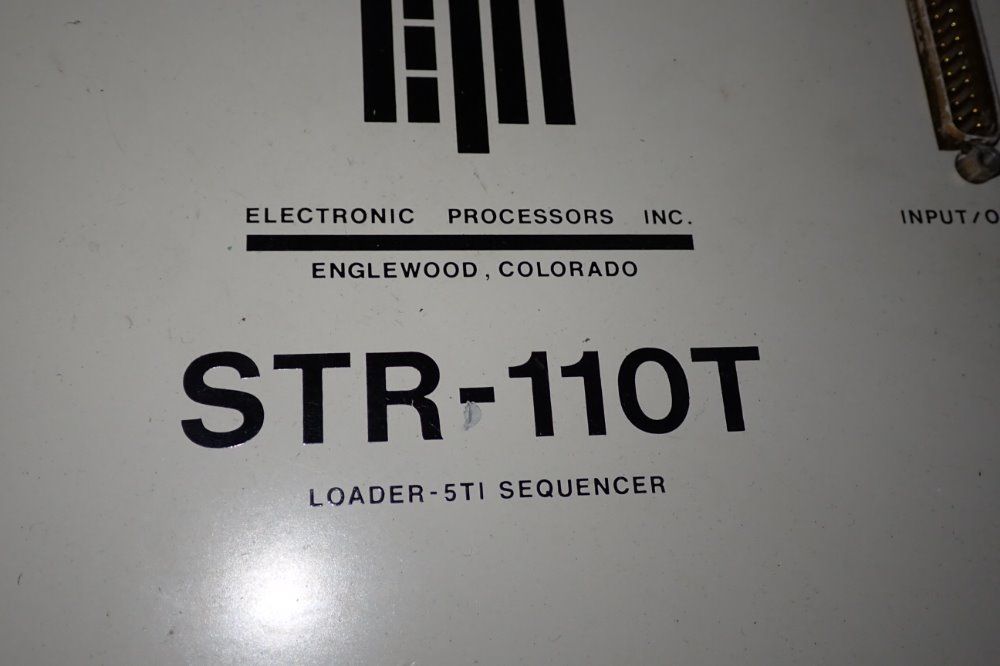 ELECTRONIC PROCESSORS INC.
ENGLEWOOD, COLORADO
INPUT/O
STR-110T
LOADER-5TI SEQUENCER